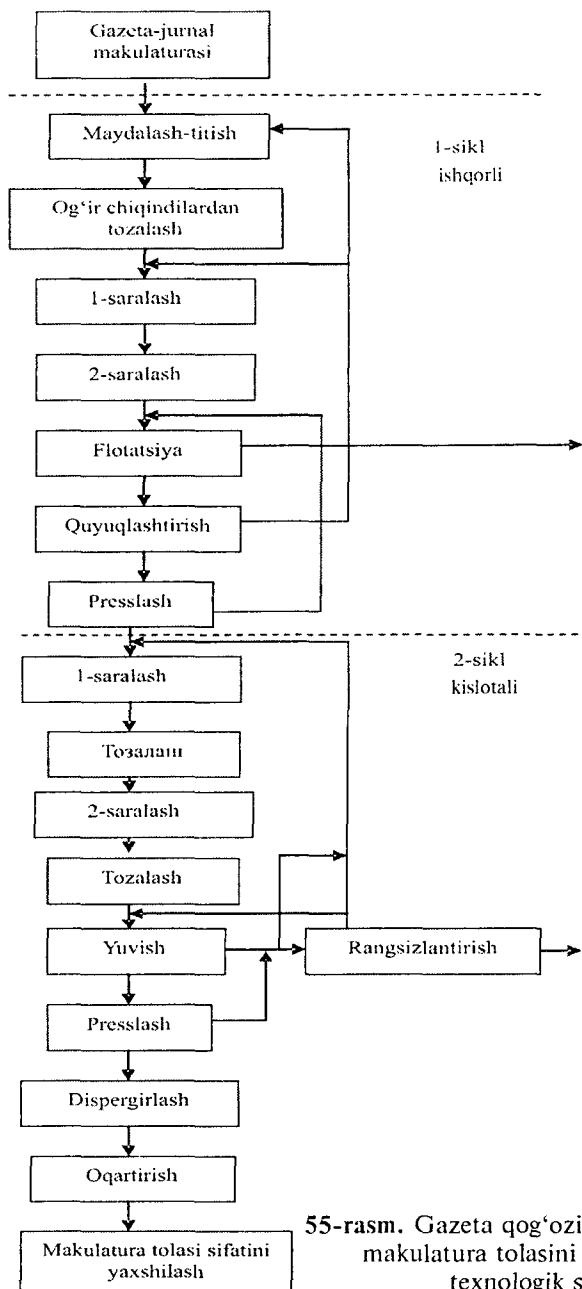 Gazeta-jurnal
makulaturasi
Maydalash-titish
1-sikl
ishqorli
Og‘ir chiqindilardan
tozalash
1-saralash
2-saralash
Flotatsiya
Quyuqlashtirish
Presslash
2-sikl
kislotali
1-saralash
Тозалаш
2-saralash
Tozalash
Yuvish
Rangsizlantirish
Presslash
Dispergirlash
Oqartirish
Makulatura tolasi sifatini
yaxshilash
55-rasm. Gazeta qog‘ozi
makulatura tolasini
texnologik s